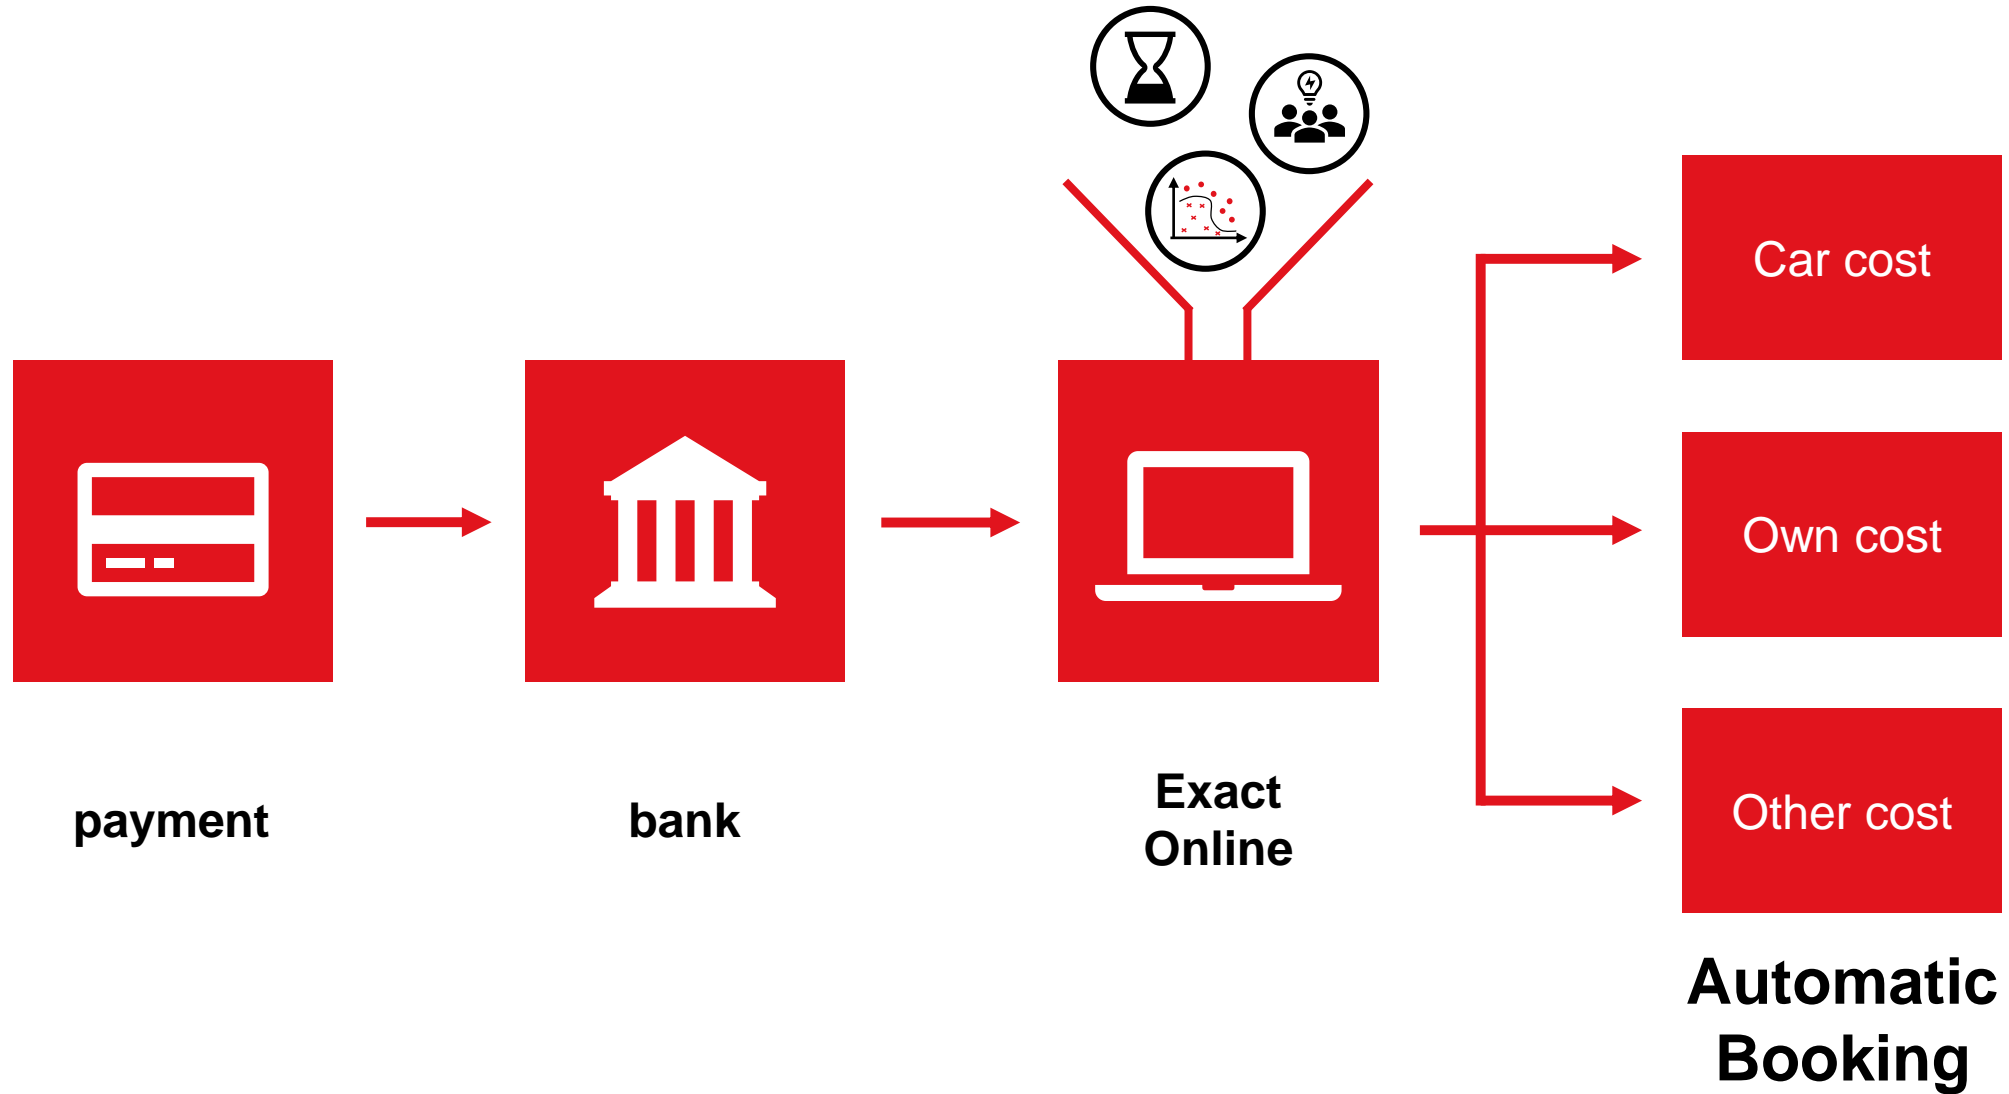 payment
bank
Exact
Online
Car cost
Own cost
Other cost
Automatic
Booking